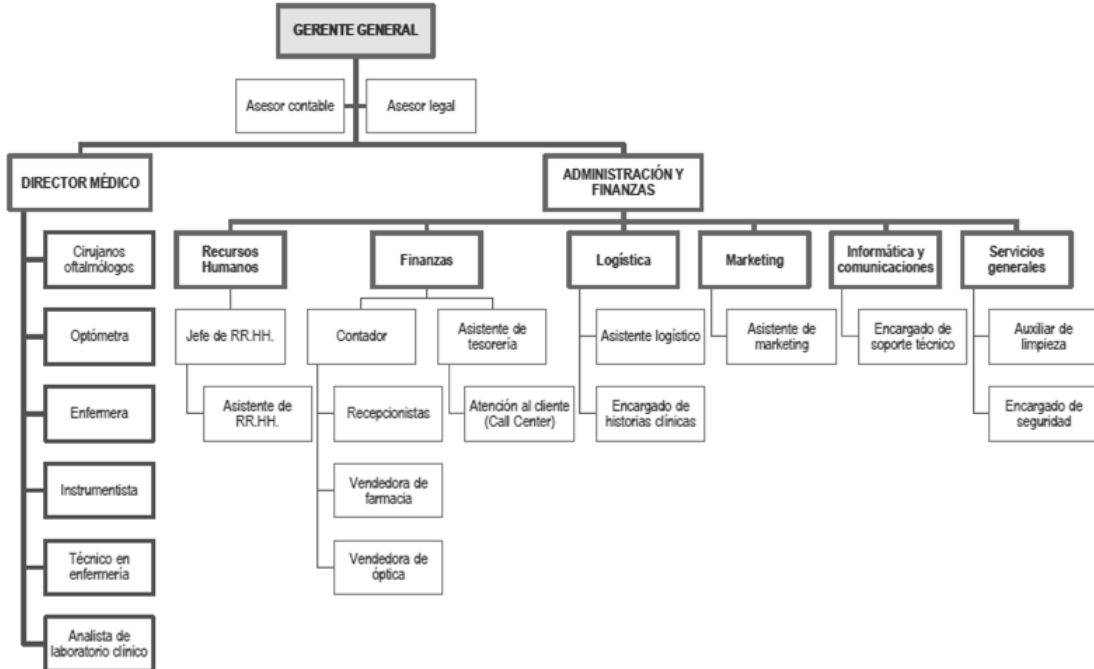 GERENTE GENERAL
Asesor contable
Asesor legal
DIRECTOR MÉDICO
ADMINISTRACIÓN Y
FINANZAS
Cirujanos
oftalmólogos
Optómetra
Enfermera
Instrumentista
Técnico en
enfermería
Analista de
laboratorio clínico
Recursos
Humanos
Jefe de RR.HH.
Asistente de
RR.HH.
Finanzas
Contador
Recepcionistas
Vendedora de
farmacia
Vendedora de
óptica
Asistente de
tesorería
Atención al cliente
(Call Center)
Logística
Asistente logístico
Encargado de
historias clínicas
Marketing
Asistente de
marketing
Informática y
comunicaciones
Encargado de
soporte técnico
Servicios
generales
Auxiliar de
limpieza
Encargado de
seguridad